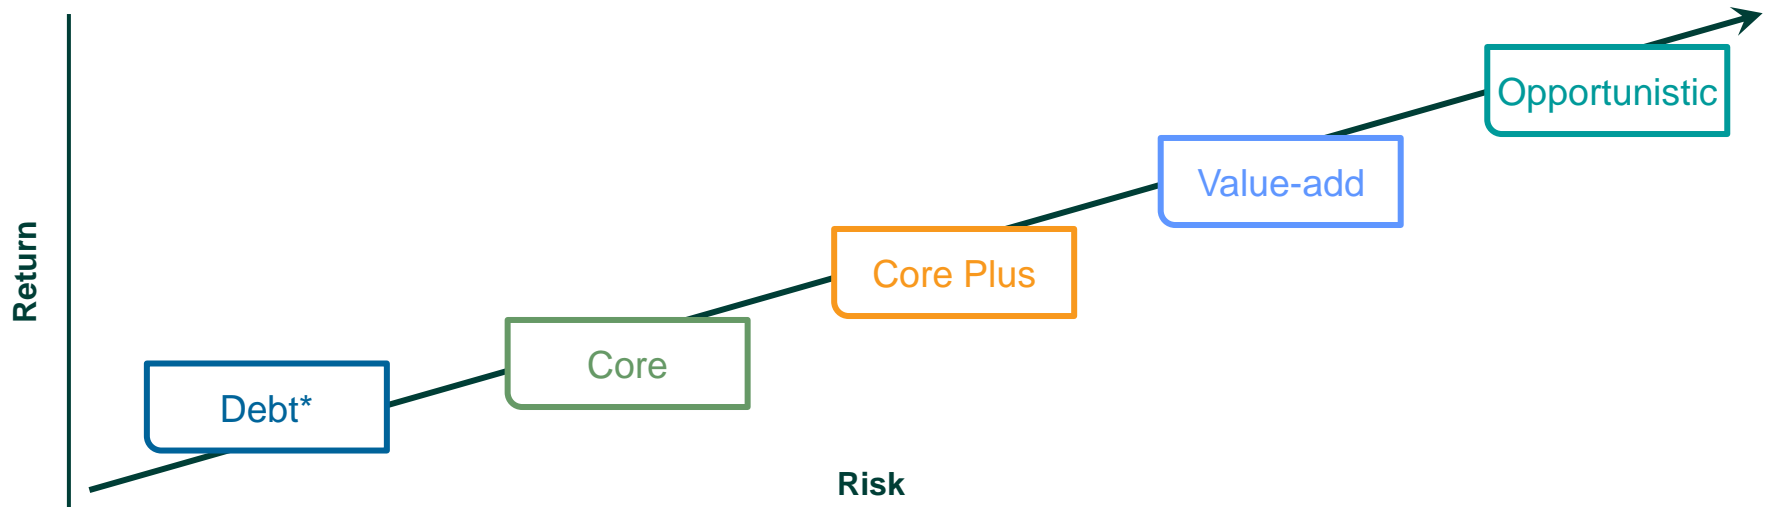 Opportunistic
Value-add
Core Plus
Core
Debt*
Return
Risk